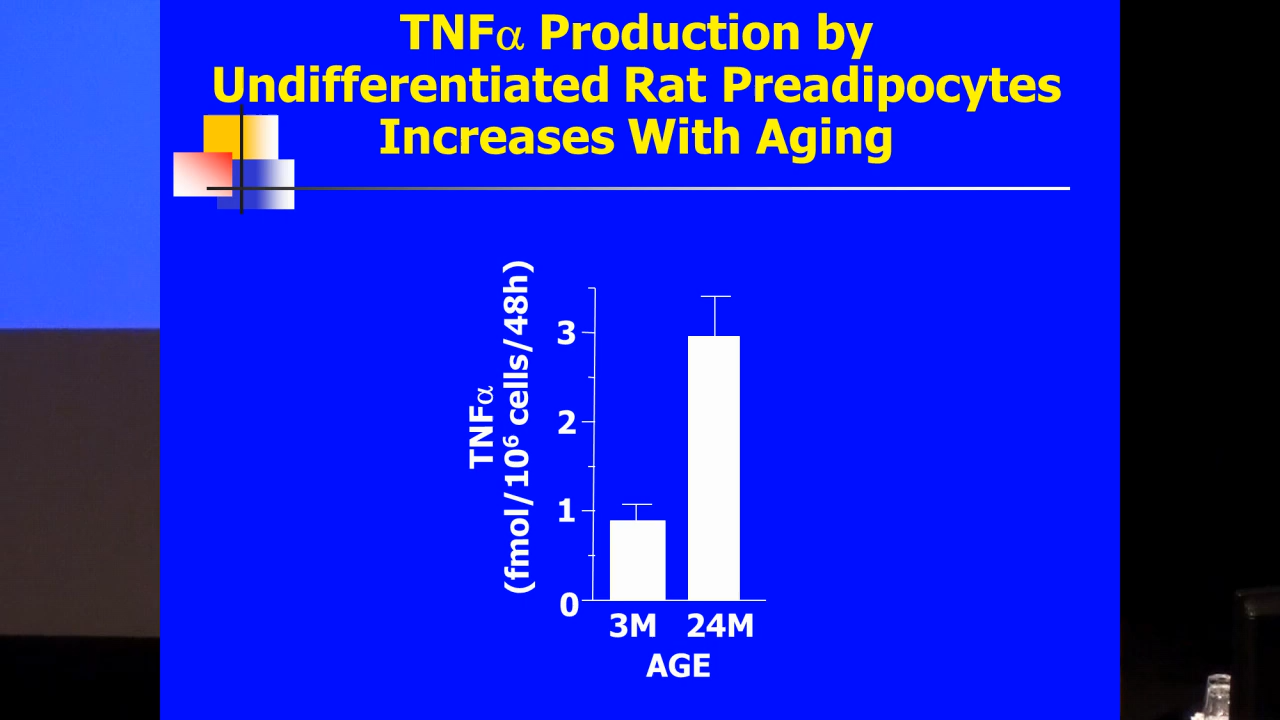 TNFα Production by
Undifferentiated Rat Preadipocytes
Increases With Aging
TNFα
(fmol/10⁶ cells/48h)
3
2
1
0
3M 24M
AGE